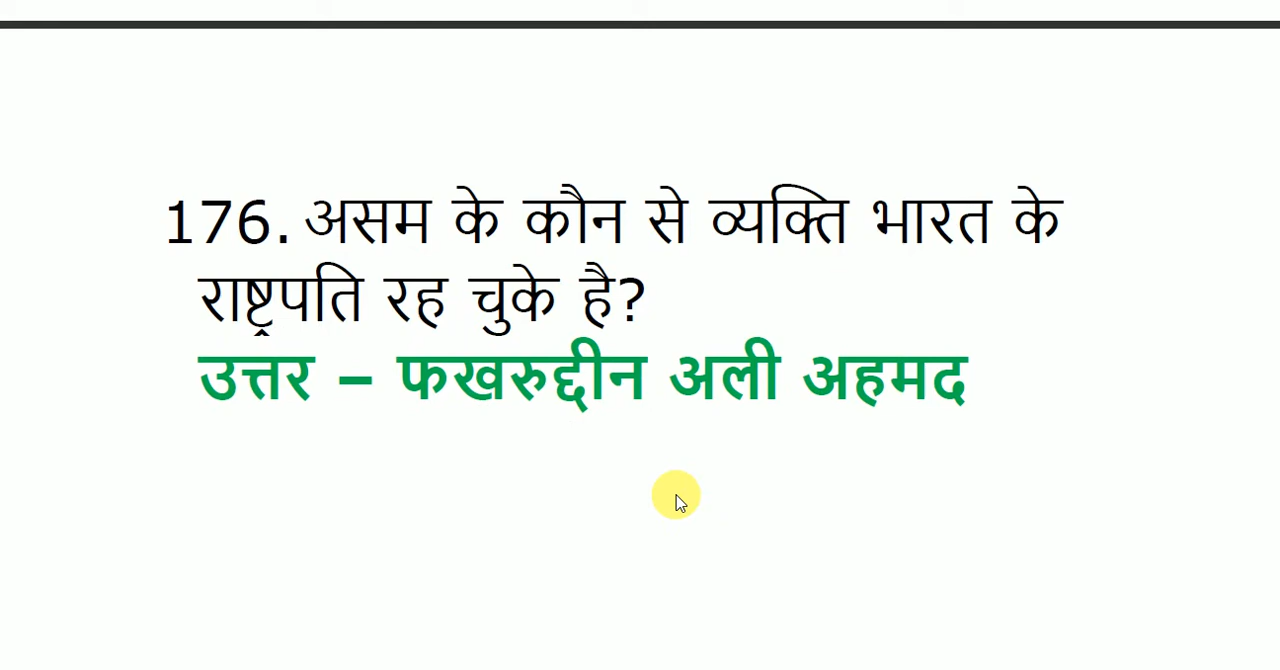 176. असम के कौन से व्यक्ति भारत के
राष्ट्रपति रह चुके है?
उत्तर – फखरुद्दीन अली अहमद